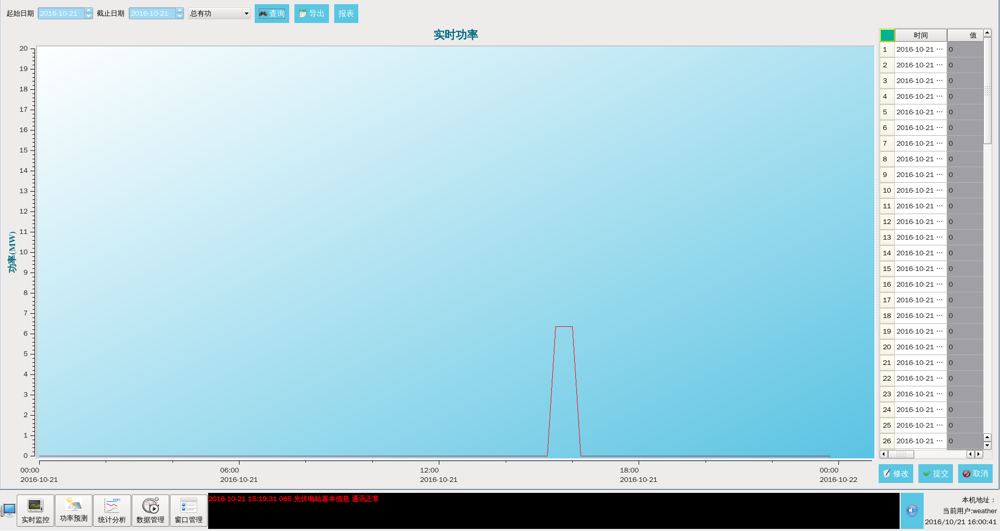 起始日期 2016-10-21 截止日期 2016-10-21 总有功 查询 导出 报表
实时功率
功率(MW)
20
19
18
17
16
15
14
13
12
11
10
9
8
7
6
5
4
3
2
1
0
00:00 06:00 12:00 18:00 00:00
2016-10-21 2016-10-21 2016-10-21 2016-10-21 2016-10-22
时间 值
1 2016-10-21 ··· 0
2 2016-10-21 ··· 0
3 2016-10-21 ··· 0
4 2016-10-21 ··· 0
5 2016-10-21 ··· 0
6 2016-10-21 ··· 0
7 2016-10-21 ··· 0
8 2016-10-21 ··· 0
9 2016-10-21 ··· 0
10 2016-10-21 ··· 0
11 2016-10-21 ··· 0
12 2016-10-21 ··· 0
13 2016-10-21 ··· 0
14 2016-10-21 ··· 0
15 2016-10-21 ··· 0
16 2016-10-21 ··· 0
17 2016-10-21 ··· 0
18 2016-10-21 ··· 0
19 2016-10-21 ··· 0
20 2016-10-21 ··· 0
21 2016-10-21 ··· 0
22 2016-10-21 ··· 0
23 2016-10-21 ··· 0
24 2016-10-21 ··· 0
25 2016-10-21 ··· 0
26 2016-10-21 ··· 0
修改 提交 取消
实时监控 功率预测 100% 统计分析 数据管理 窗口管理
2016-10-21 15:19:31 065 光伏电站基本信息 通讯正常
本机地址：
当前用户:weather
2016/10/21 16:00:41